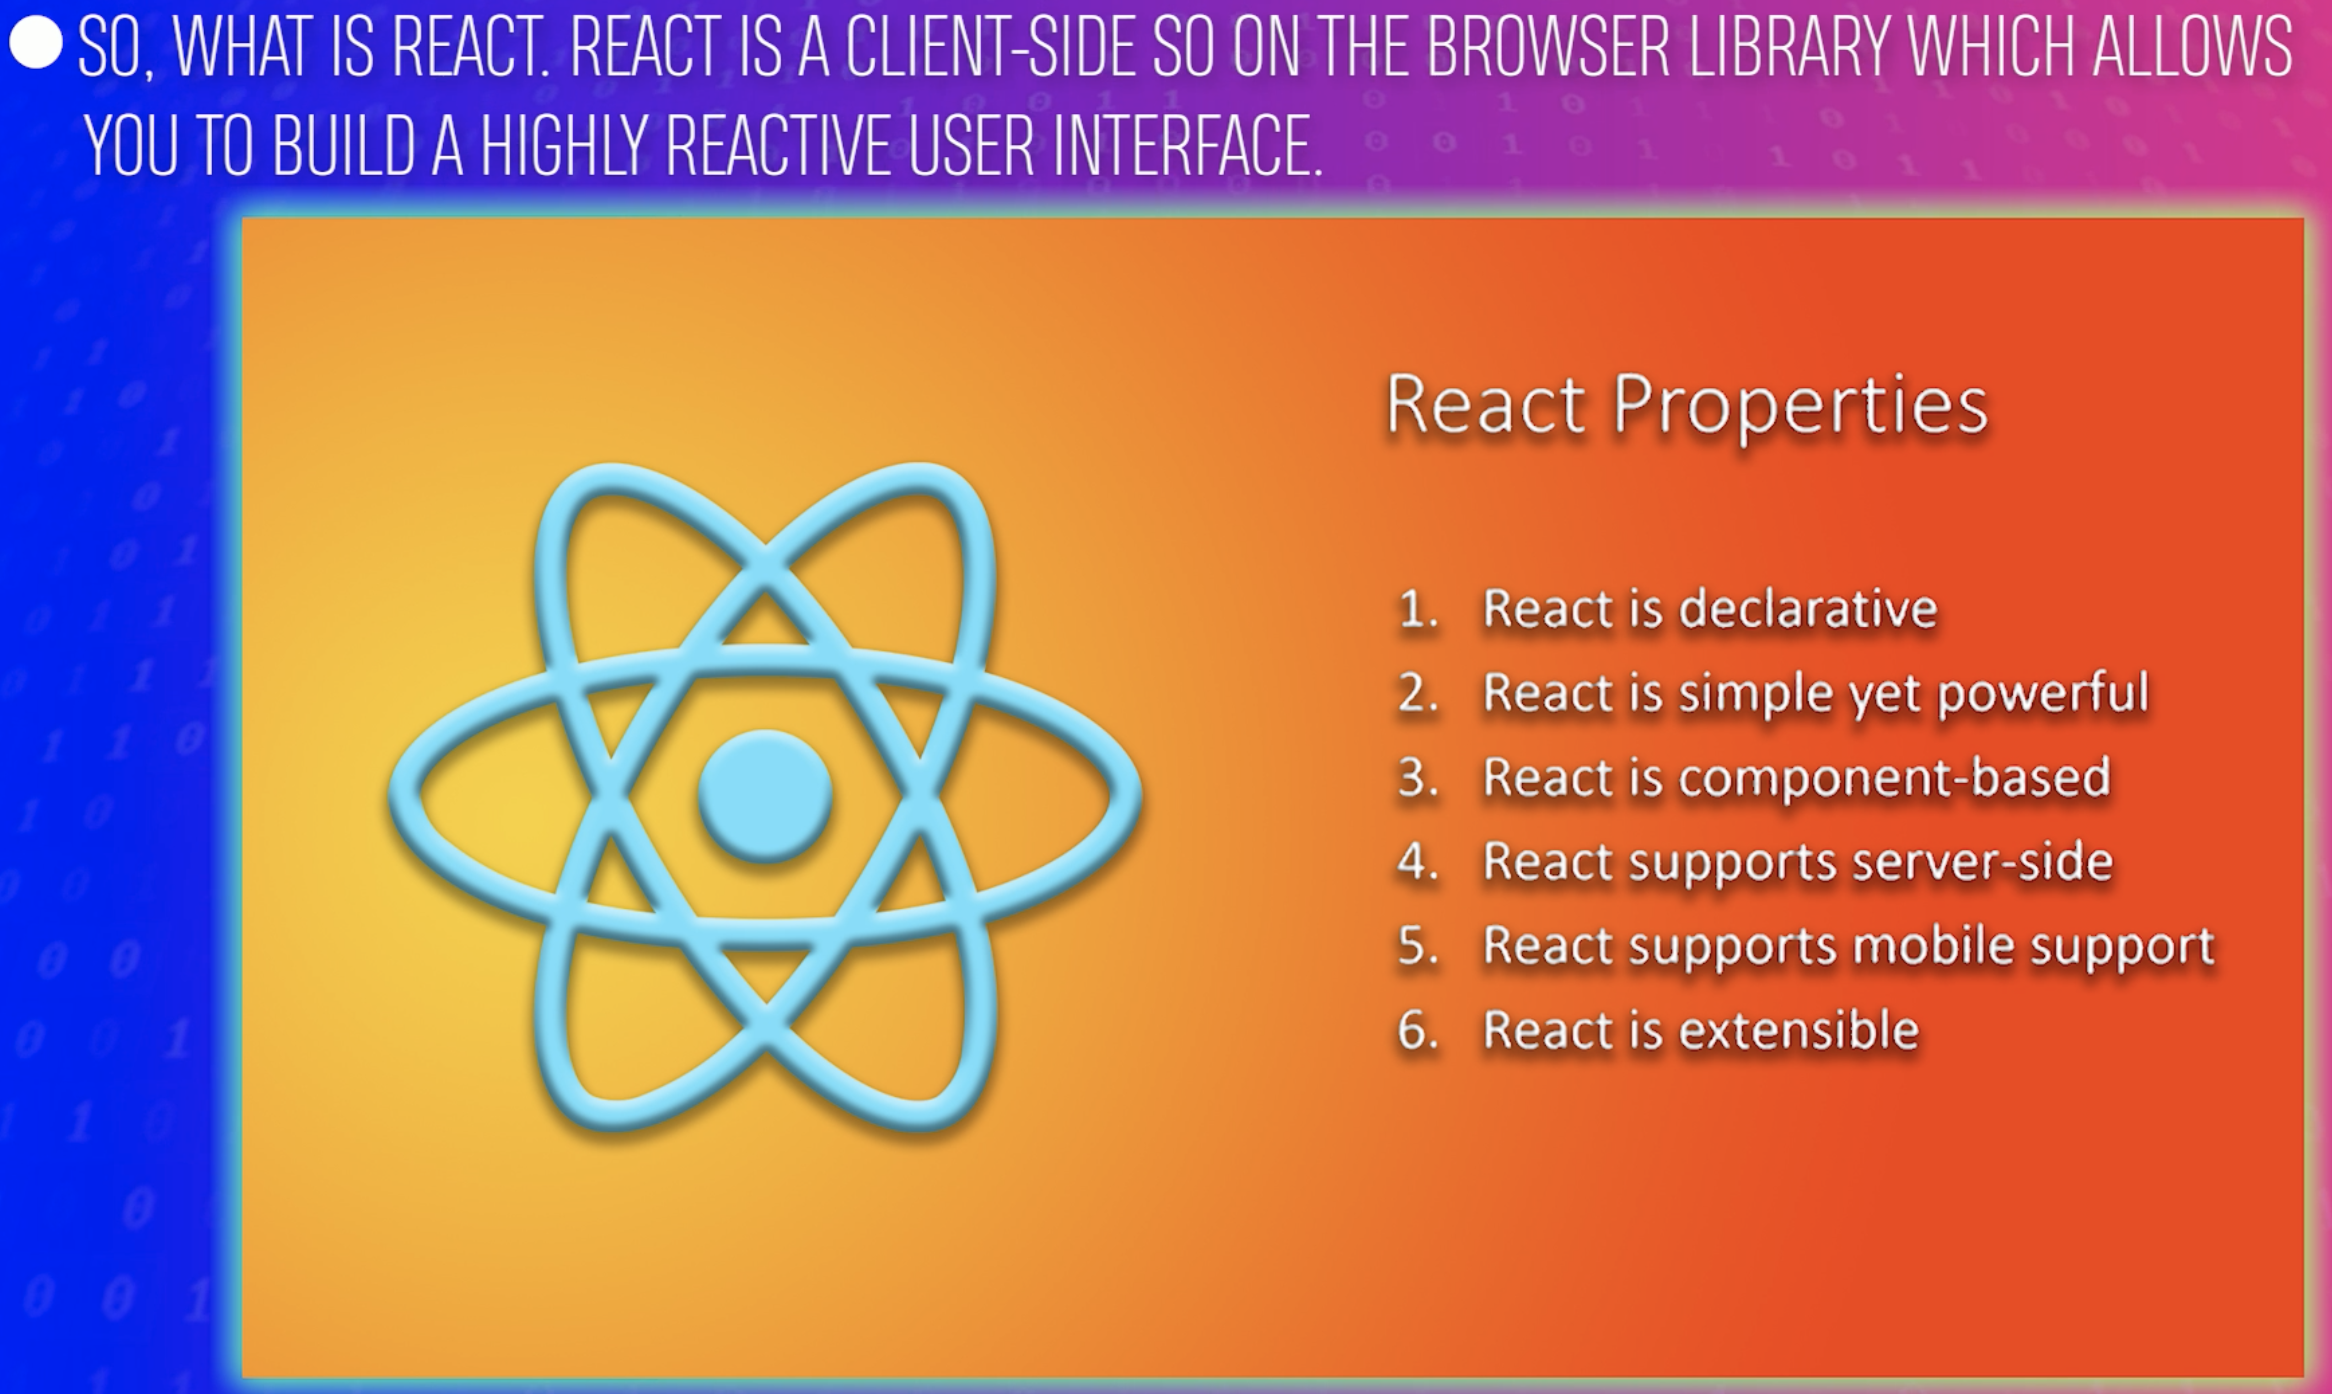 SO, WHAT IS REACT. REACT IS A CLIENT-SIDE SO ON THE BROWSER LIBRARY WHICH ALLOWS
YOU TO BUILD A HIGHLY REACTIVE USER INTERFACE.
React Properties
1. React is declarative
2. React is simple yet powerful
3. React is component-based
4. React supports server-side
5. React supports mobile support
6. React is extensible